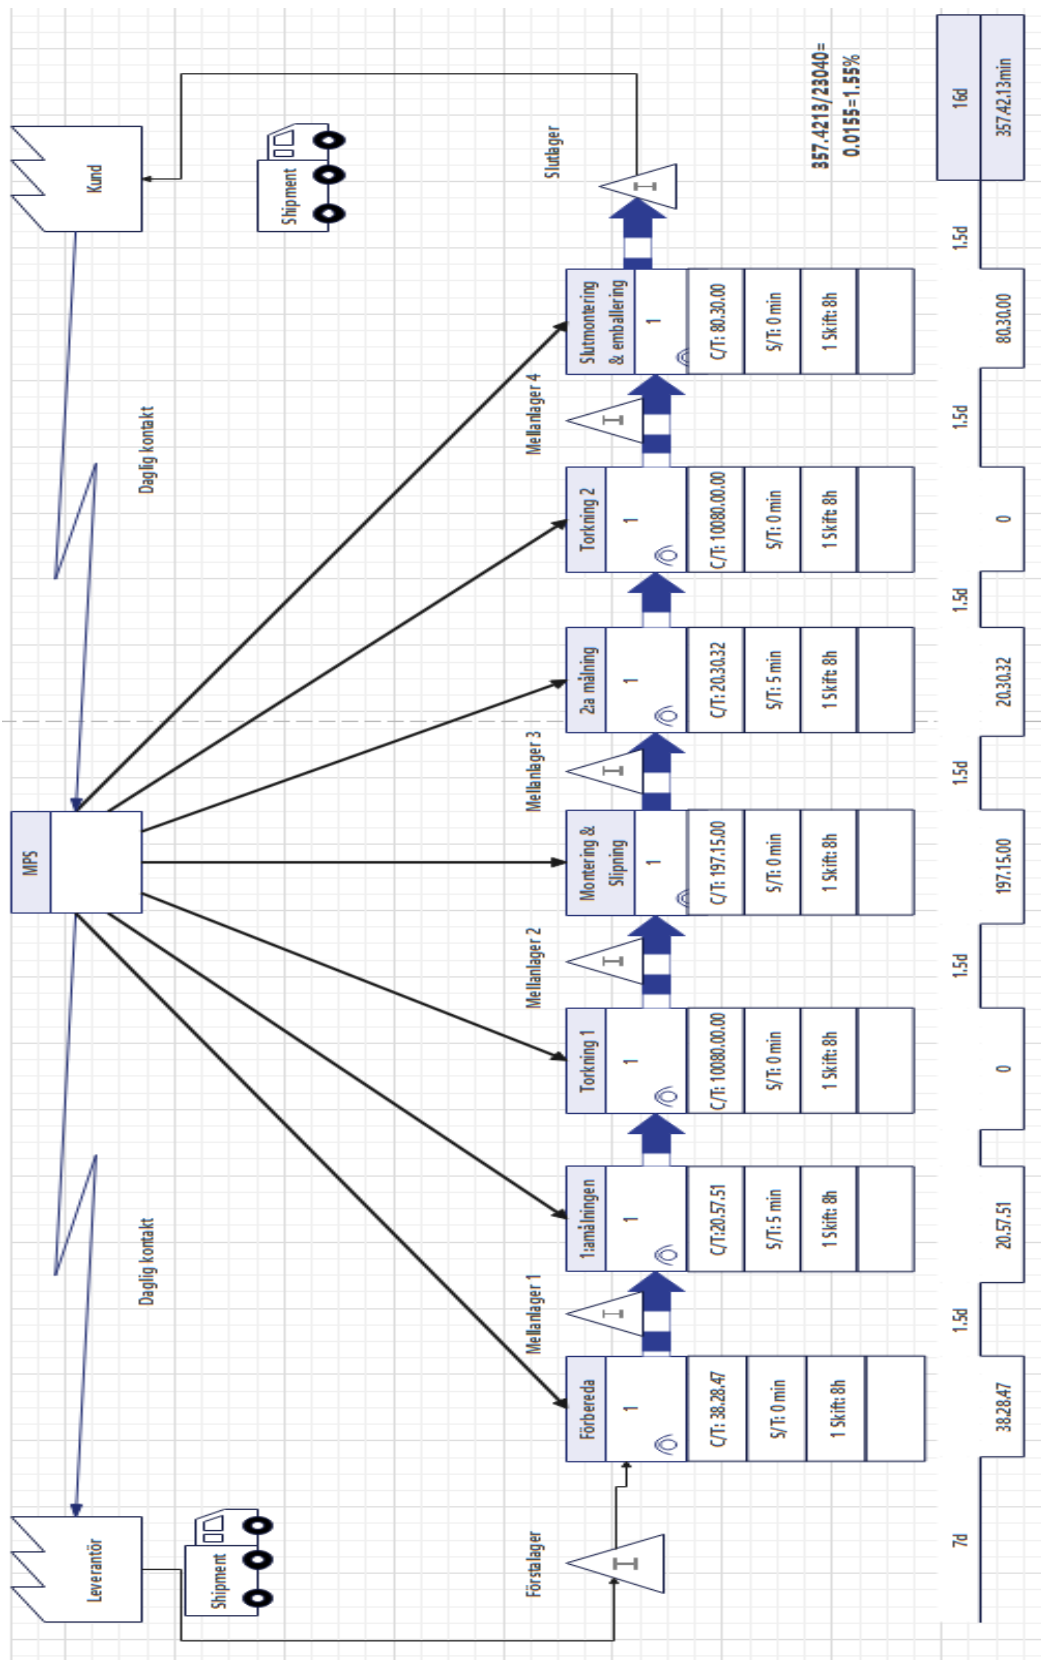 Leverantör
MPS
Kund
Shipment
Daglig kontakt
Daglig kontakt
Shipment
Förstalager
Mellanlager 1
Mellanlager 2
Mellanlager 3
Mellanlager 4
Slutlager
I
I
I
I
I
I
Förbereda
1
C/T: 38.28.47
S/T: 0 min
1 Skift: 8h
1:amålningen
1
C/T:20.57.51
S/T: 5 min
1 Skift: 8h
Torkning 1
1
C/T: 10080.00.00
S/T: 0 min
1 Skift: 8h
Montering &
Slipning
1
C/T: 197.15.00
S/T: 0 min
1 Skift: 8h
2:a målning
1
C/T: 20.30.32
S/T: 5 min
1 Skift: 8h
Torkning 2
1
C/T: 10080.00.00
S/T: 0 min
1 Skift: 8h
Slutmontering
& emballering
1
C/T: 80.30.00
S/T: 0 min
1 Skift: 8h
357.4213/23040=
0.0155=1.55%
7d
1.5d
1.5d
1.5d
1.5d
1.5d
1.5d
16d
38.28.47
20.57.51
0
197.15.00
20.30.32
0
80.30.00
357.42.13min